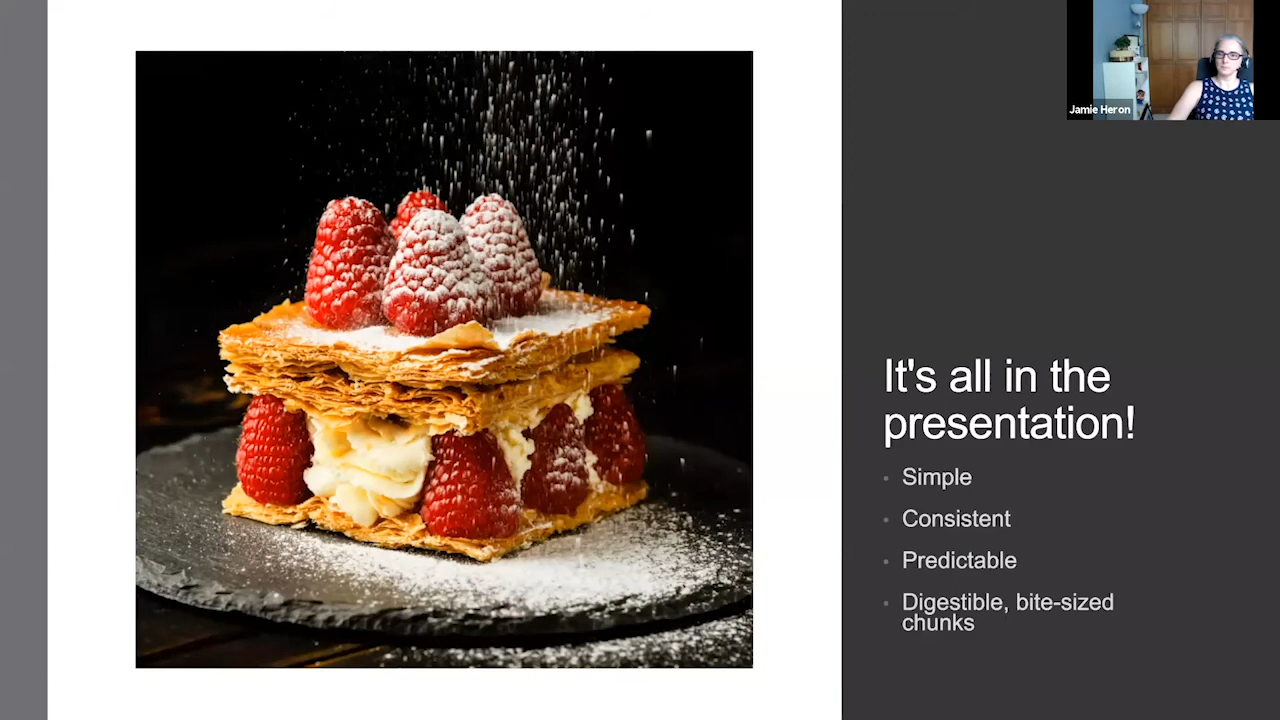 Jamie Heron
It's all in the
presentation!
Simple
Consistent
Predictable
Digestible, bite-sized
chunks